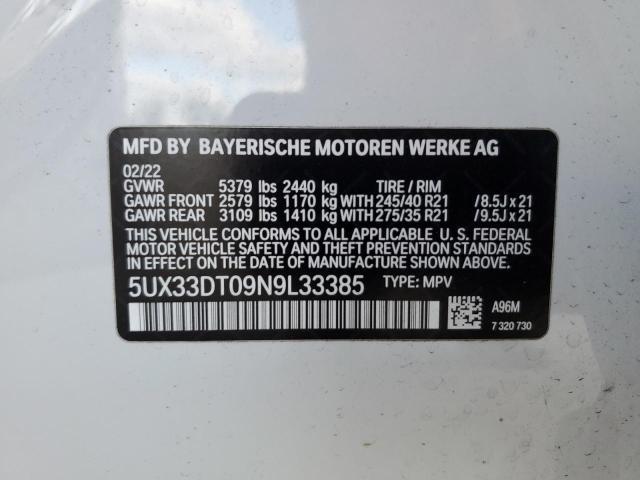 MFD BY BAYERISCHE MOTOREN WERKE AG
02/22
GVWR 5379 lbs 2440 kg TIRE / RIM
GAWR FRONT 2579 lbs 1170 kg WITH 245/40 R21 /8.5J x 21
GAWR REAR 3109 lbs 1410 kg WITH 275/35 R21 /9.5J x 21
THIS VEHICLE CONFORMS TO ALL APPLICABLE U. S. FEDERAL
MOTOR VEHICLE SAFETY AND THEFT PREVENTION STANDARDS
IN EFFECT ON THE DATE OF MANUFACTURE SHOWN ABOVE.
5UX33DT09N9L33385 TYPE: MPV
A96M
7 320 730